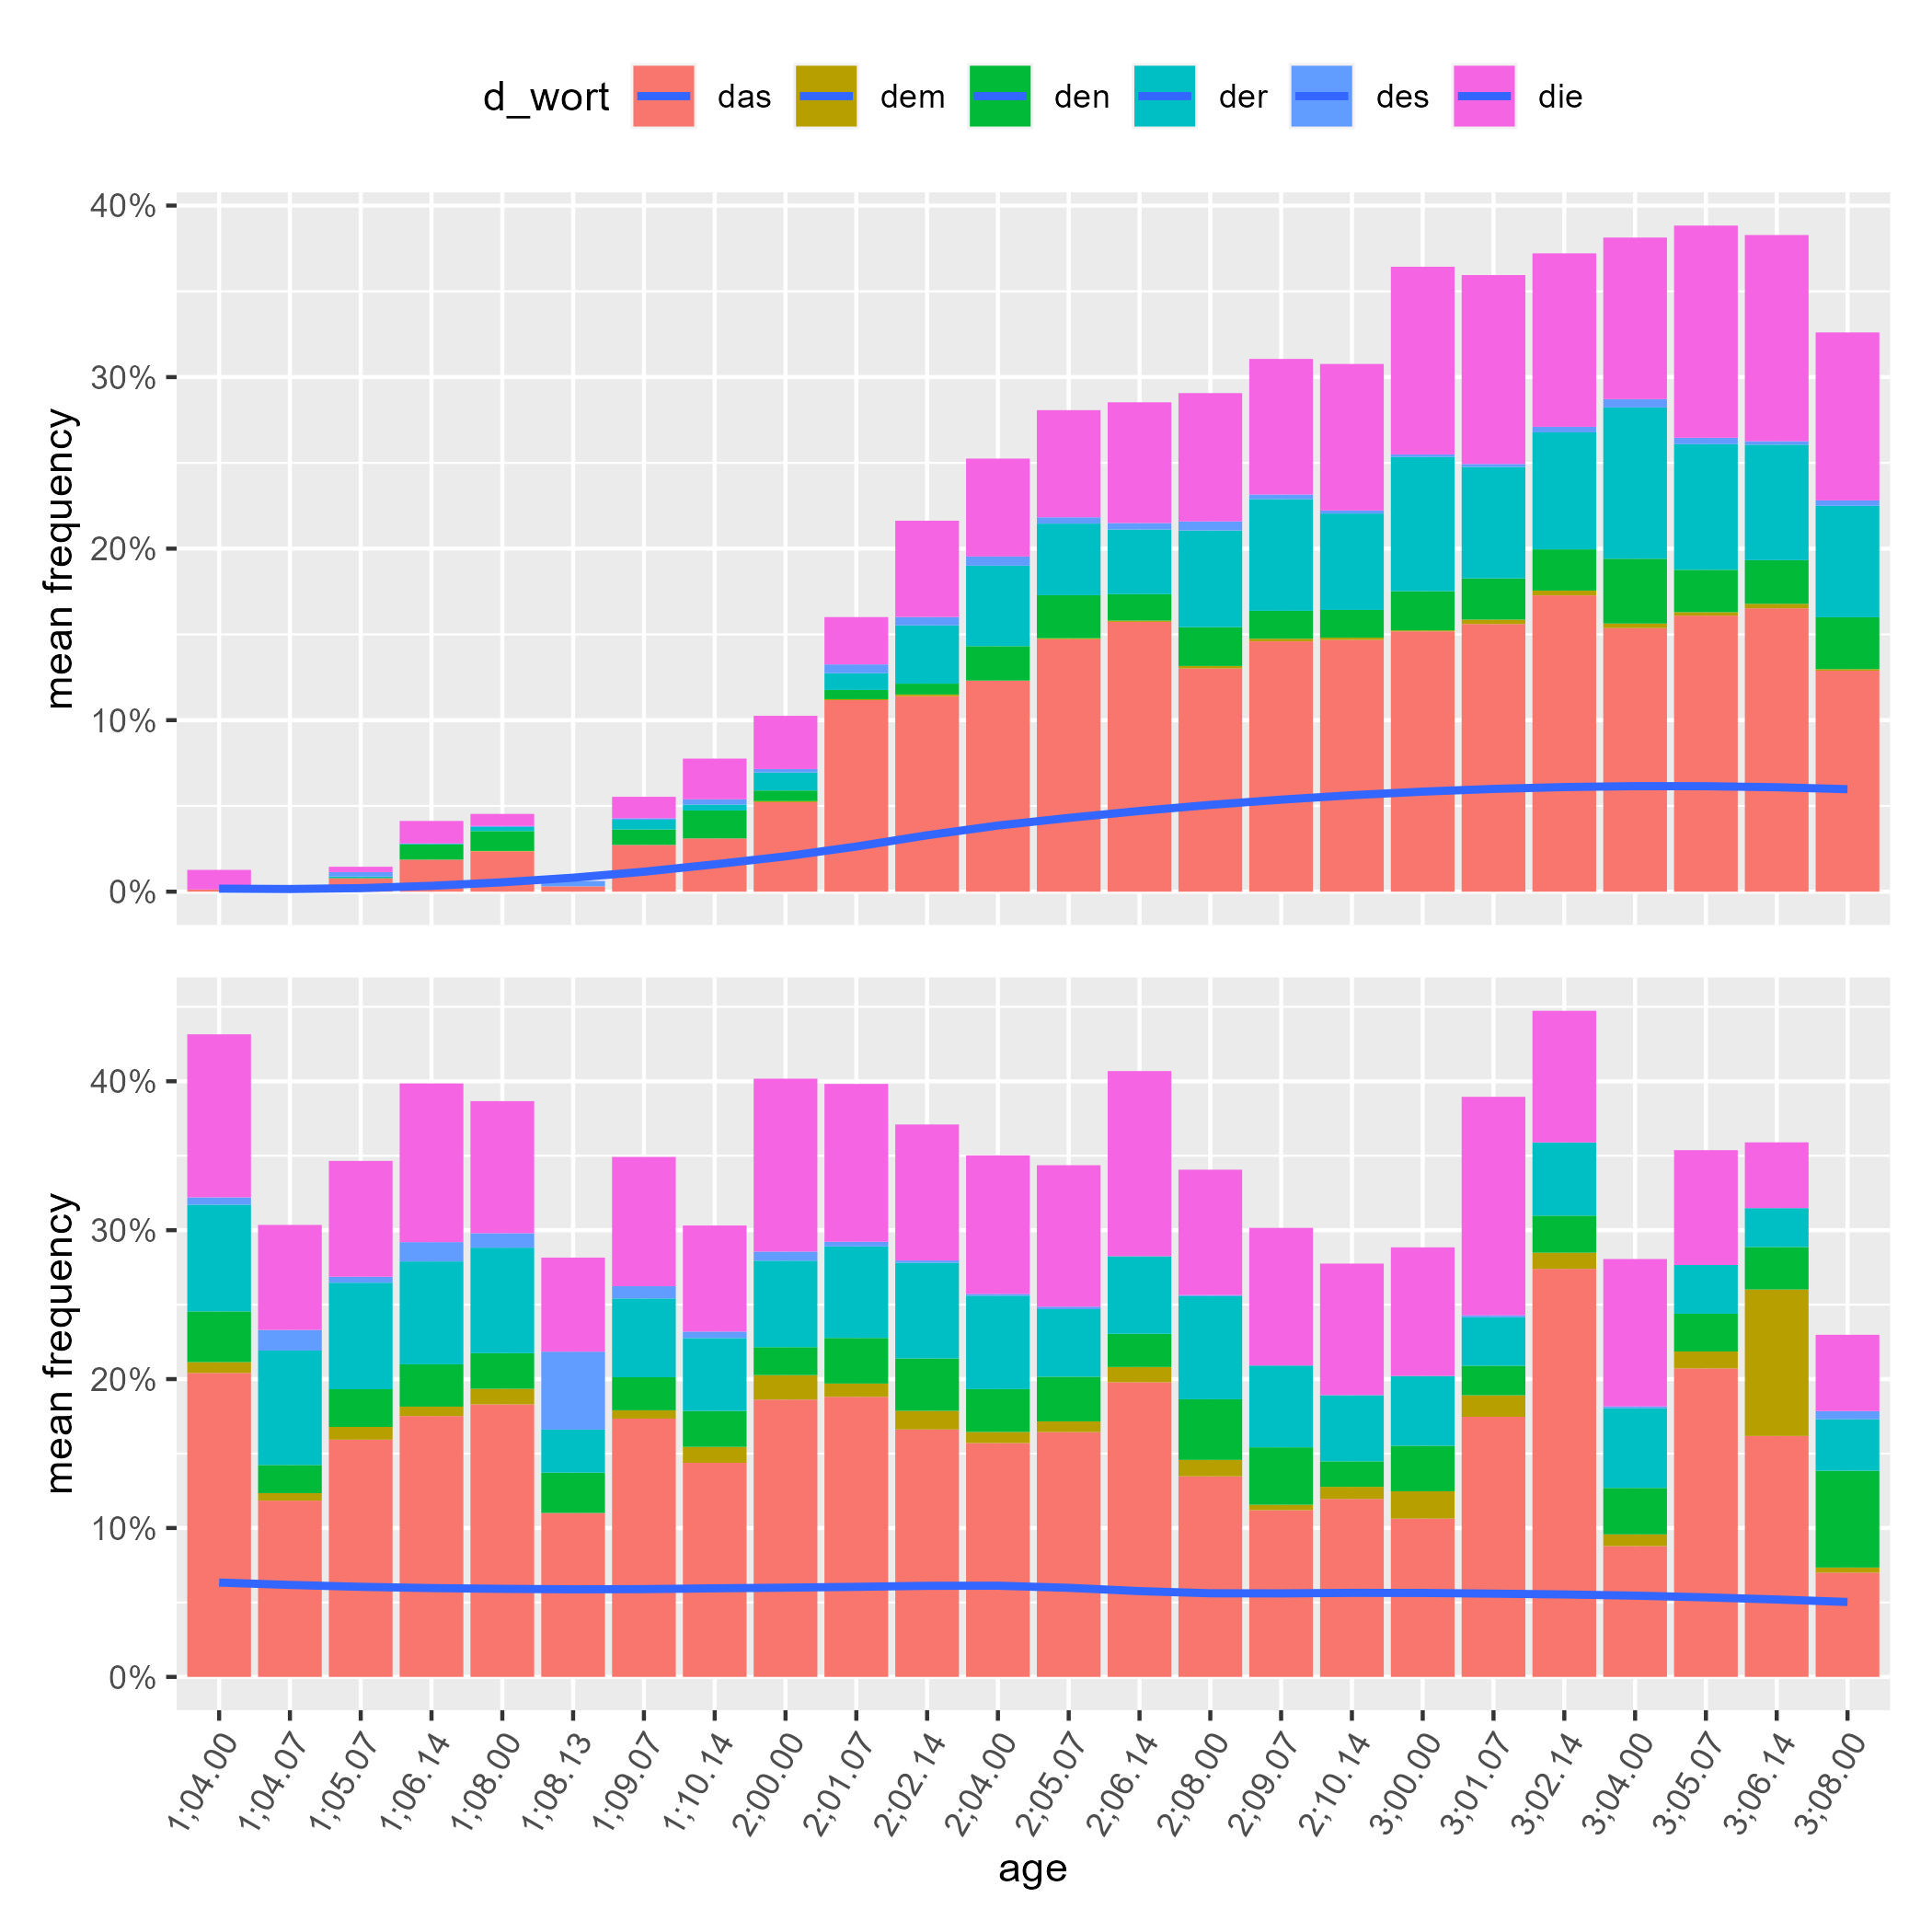 d_wort das dem den der des die
40%
30%
20%
10%
0%
mean frequency
40%
30%
20%
10%
0%
mean frequency
1;04.00 1;04.07 1;05.07 1;06.14 1;08.00 1;08.13 1;09.07 1;10.14 2;00.00 2;01.07 2;02.14 2;04.00 2;05.07 2;06.14 2;08.00 2;09.07 2;10.14 3;00.00 3;01.07 3;02.14 3;04.00 3;05.07 3;06.14 3;08.00
age